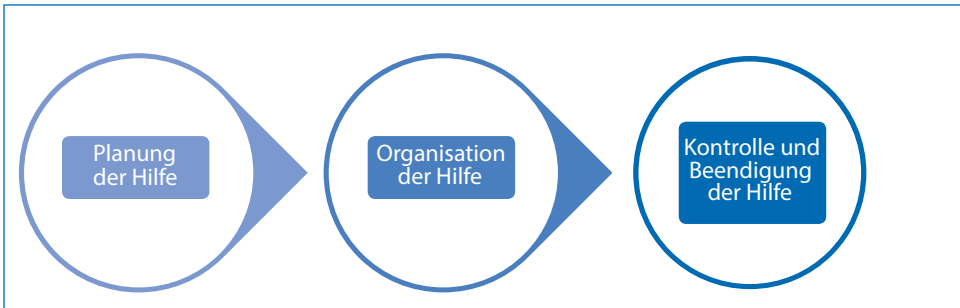 Planung
der Hilfe
Organisation
der Hilfe
Kontrolle und
Beendigung
der Hilfe